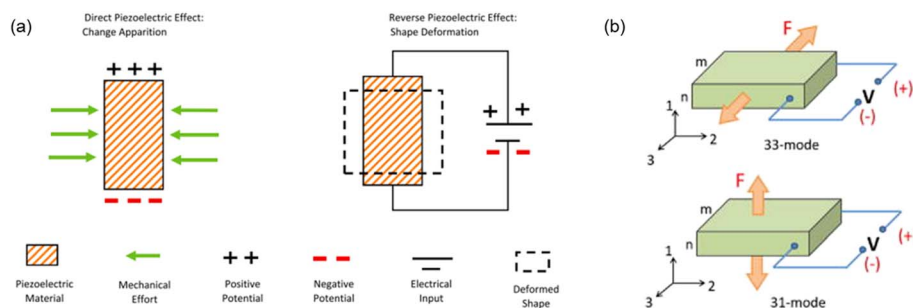 (a)
Direct Piezoelectric Effect:
Change Apparition
+ + +
Reverse Piezoelectric Effect:
Shape Deformation
+ +
Piezoelectric
Material
Mechanical
Effort
+ +
Positive
Potential
Negative
Potential
Electrical
Input
Deformed
Shape
(b)
F
m
n
1
2
3
V
(+)
(-)
33-mode
F
m
n
1
2
3
V
(+
(-)
31-mode